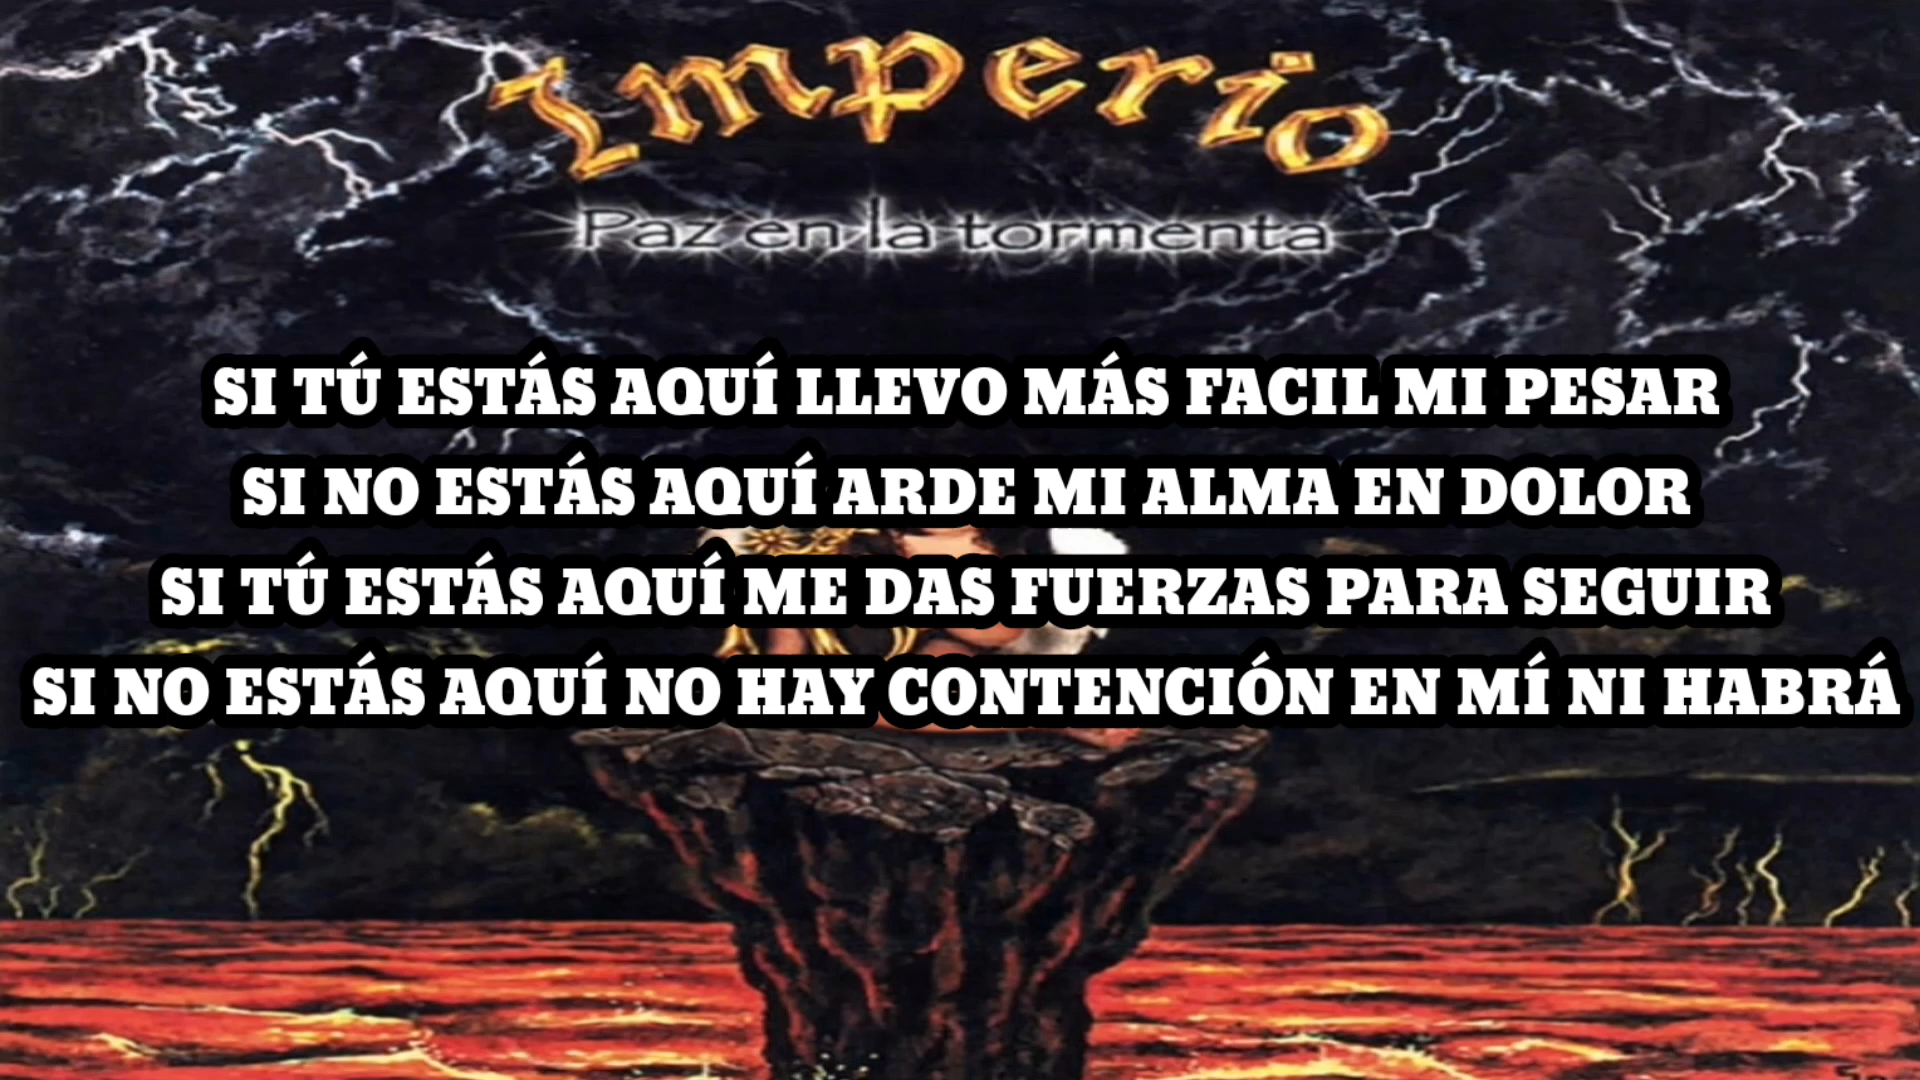 Imperio
Paz en la tormenta
SI TÚ ESTÁS AQUÍ LLEVO MÁS FACIL MI PESAR
SI NO ESTÁS AQUÍ ARDE MI ALMA EN DOLOR
SI TÚ ESTÁS AQUÍ ME DAS FUERZAS PARA SEGUIR
SI NO ESTÁS AQUÍ NO HAY CONTENCIÓN EN MÍ NI HABRÁ